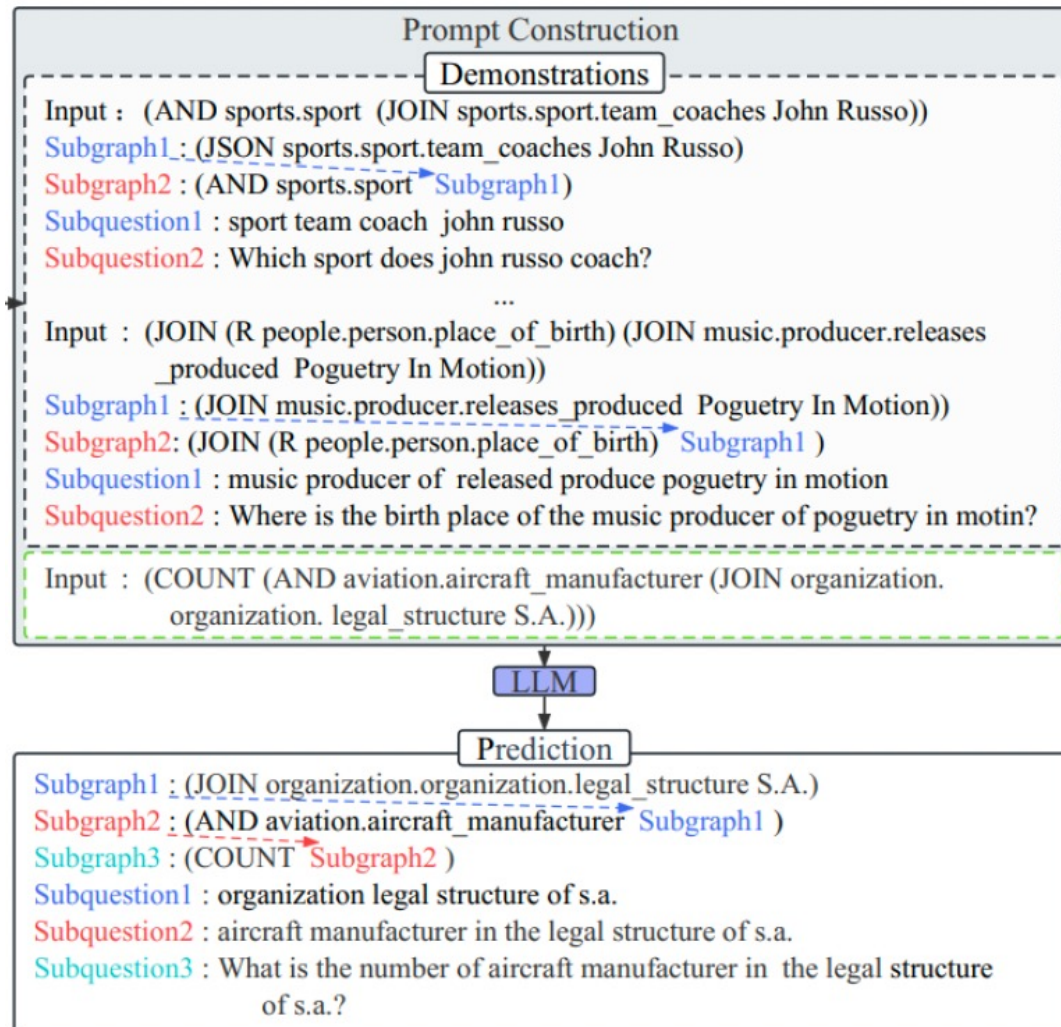 Prompt Construction
Demonstrations
Input : (AND sports.sport (JOIN sports.sport.team_coaches John Russo))
Subgraph1 : (JSON sports.sport.team_coaches John Russo)
Subgraph2 : (AND sports.sport Subgraph1)
Subquestion1 : sport team coach john russo
Subquestion2 : Which sport does john russo coach?
...
Input : (JOIN (R people.person.place_of_birth) (JOIN music.producer.releases
_produced Poguetry In Motion))
Subgraph1 : (JOIN music.producer.releases_produced Poguetry In Motion))
Subgraph2: (JOIN (R people.person.place_of_birth) Subgraph1 )
Subquestion1 : music producer of released produce poguetry in motion
Subquestion2 : Where is the birth place of the music producer of poguetry in motin?
Input : (COUNT (AND aviation.aircraft_manufacturer (JOIN organization.
organization. legal_structure S.A.)))
LLM
Prediction
Subgraph1 : (JOIN organization.organization.legal_structure S.A.)
Subgraph2 : (AND aviation.aircraft_manufacturer Subgraph1 )
Subgraph3 : (COUNT Subgraph2 )
Subquestion1 : organization legal structure of s.a.
Subquestion2 : aircraft manufacturer in the legal structure of s.a.
Subquestion3 : What is the number of aircraft manufacturer in the legal structure
of s.a.?